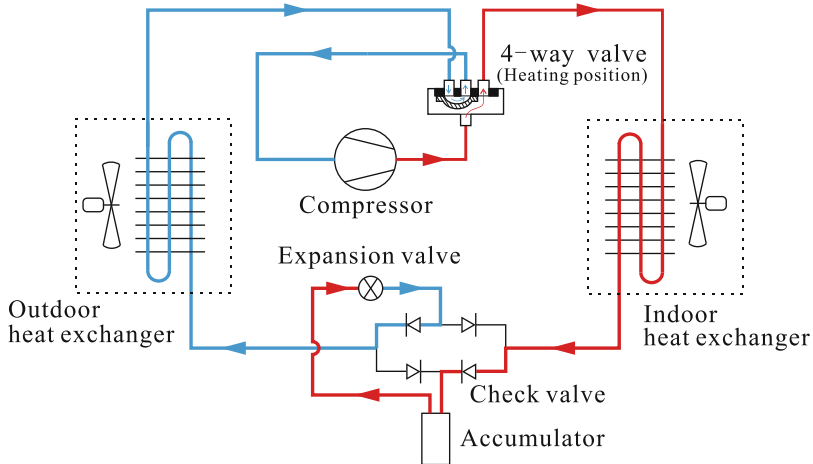 4-way valve
(Heating position)
Compressor
Expansion valve
Outdoor
heat exchanger
Indoor
heat exchanger
Check valve
Accumulator